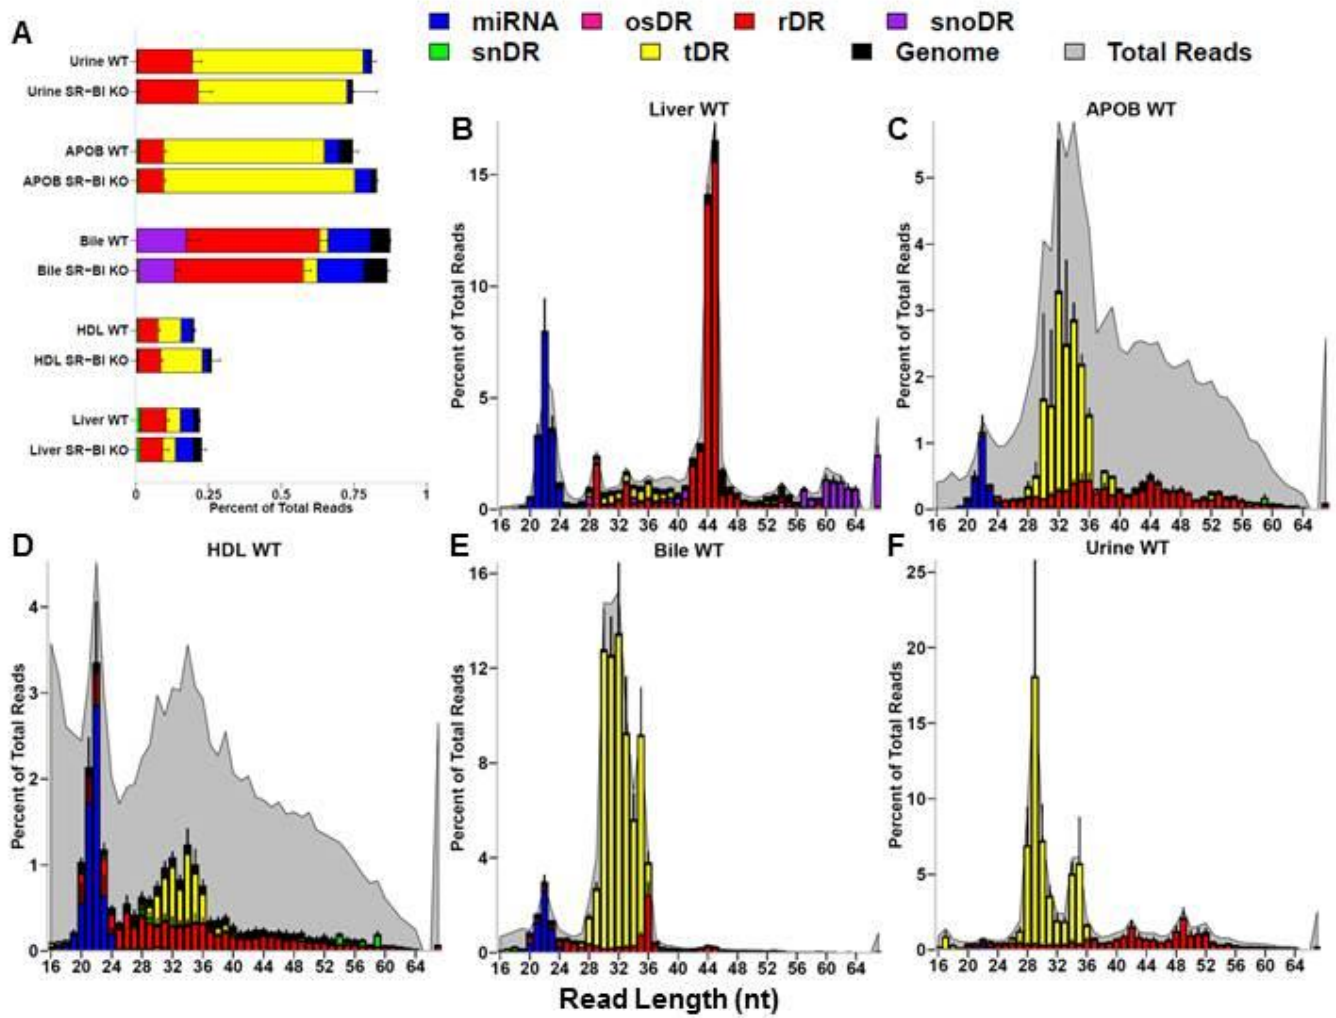 A
miRNA osDR rDR snoDR
snDR tDR Genome Total Reads
Urine WT
Urine SR-BI KO
APOB WT
APOB SR-BI KO
Bile WT
Bile SR-BI KO
HDL WT
HDL SR-BI KO
Liver WT
Liver SR-BI KO
0 0.25 0.5 0.75 1
Percent of Total Reads
B
Liver WT
Percent of Total Reads
15
10
5
0
16 20 24 28 32 36 40 44 48 52 56 60 64
C
APOB WT
Percent of Total Reads
5
4
3
2
1
0
16 20 24 28 32 36 40 44 48 52 56 60 64
D
HDL WT
Percent of Total Reads
4
3
2
1
0
16 20 24 28 32 36 40 44 48 52 56 60 64
E
Bile WT
Percent of Total Reads
16
12
8
4
0
16 20 24 28 32 36 40 44 48 52 56 60 64
F
Urine WT
Percent of Total Reads
25
20
15
10
5
0
16 20 24 28 32 36 40 44 48 52 56 60 64
Read Length (nt)